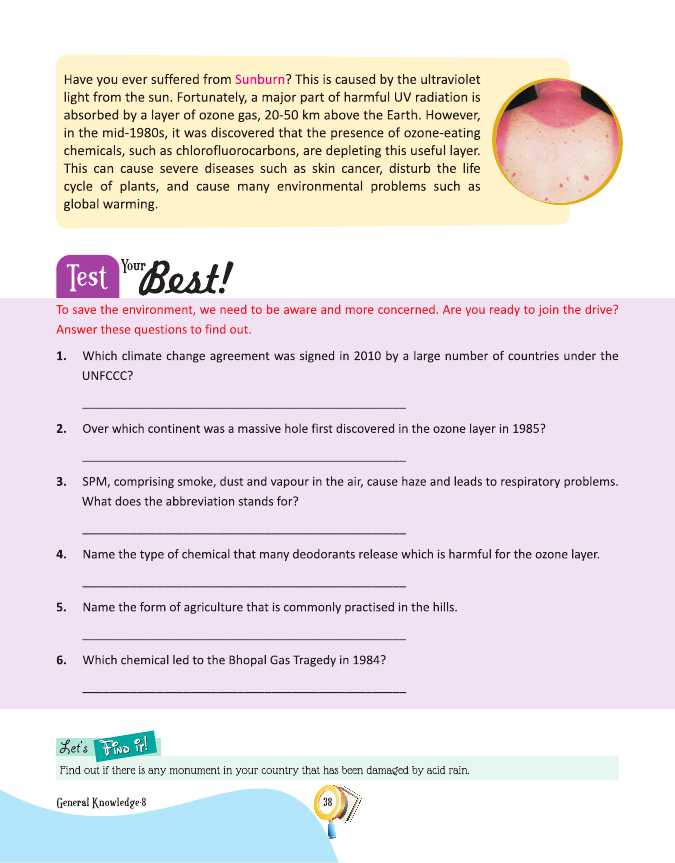 Have you ever suffered from Sunburn? This is caused by the ultraviolet
light from the sun. Fortunately, a major part of harmful UV radiation is
absorbed by a layer of ozone gas, 20-50 km above the Earth. However,
in the mid-1980s, it was discovered that the presence of ozone-eating
chemicals, such as chlorofluorocarbons, are depleting this useful layer.
This can cause severe diseases such as skin cancer, disturb the life
cycle of plants, and cause many environmental problems such as
global warming.
Test Your Best!
To save the environment, we need to be aware and more concerned. Are you ready to join the drive?
Answer these questions to find out.
1. Which climate change agreement was signed in 2010 by a large number of countries under the
UNFCCC?
2. Over which continent was a massive hole first discovered in the ozone layer in 1985?
3. SPM, comprising smoke, dust and vapour in the air, cause haze and leads to respiratory problems.
What does the abbreviation stands for?
4. Name the type of chemical that many deodorants release which is harmful for the ozone layer.
5. Name the form of agriculture that is commonly practised in the hills.
6. Which chemical led to the Bhopal Gas Tragedy in 1984?
Let's Find it!
Find out if there is any monument in your country that has been damaged by acid rain.
General Knowledge-8
38